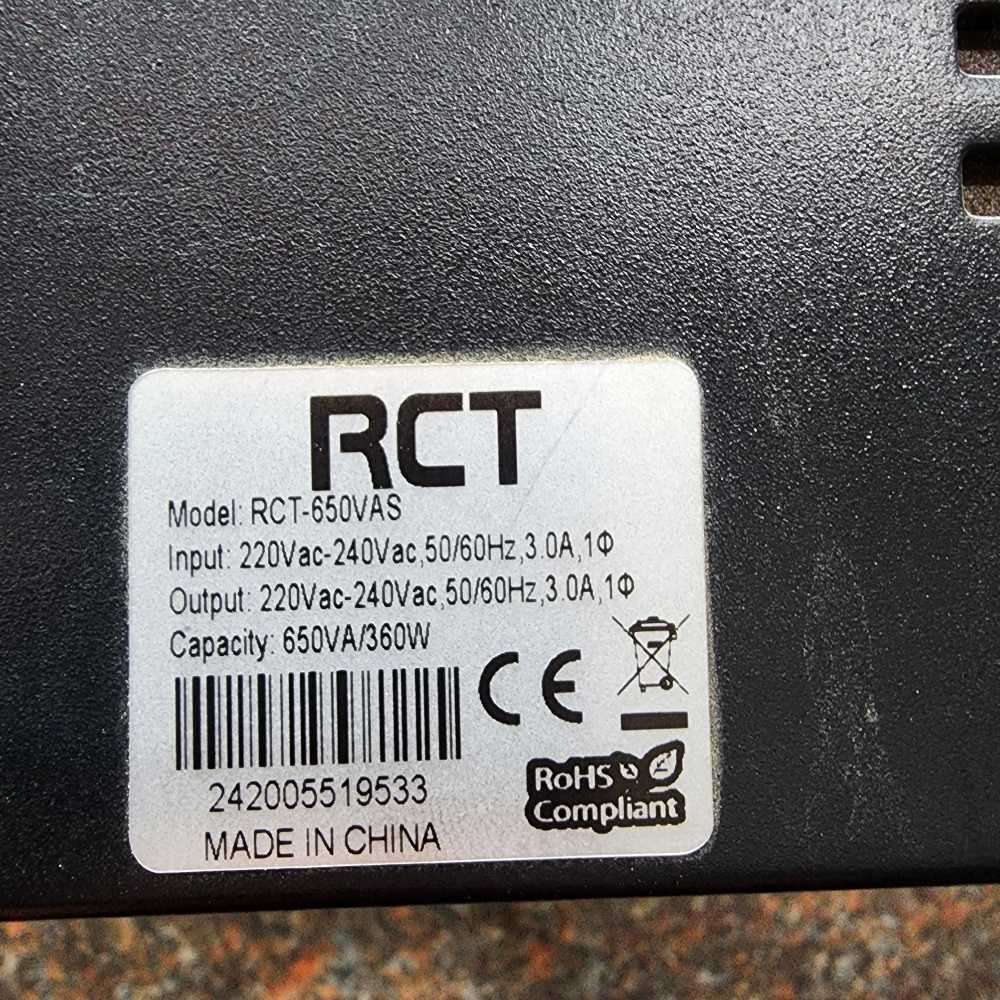 RCT
Model: RCT-650VAS
Input: 220Vac-240Vac,50/60Hz,3.0A,1Φ
Output: 220Vac-240Vac,50/60Hz,3.0A,1Φ
Capacity: 650VA/360W
CE
242005519533
RoHS
Compliant
MADE IN CHINA